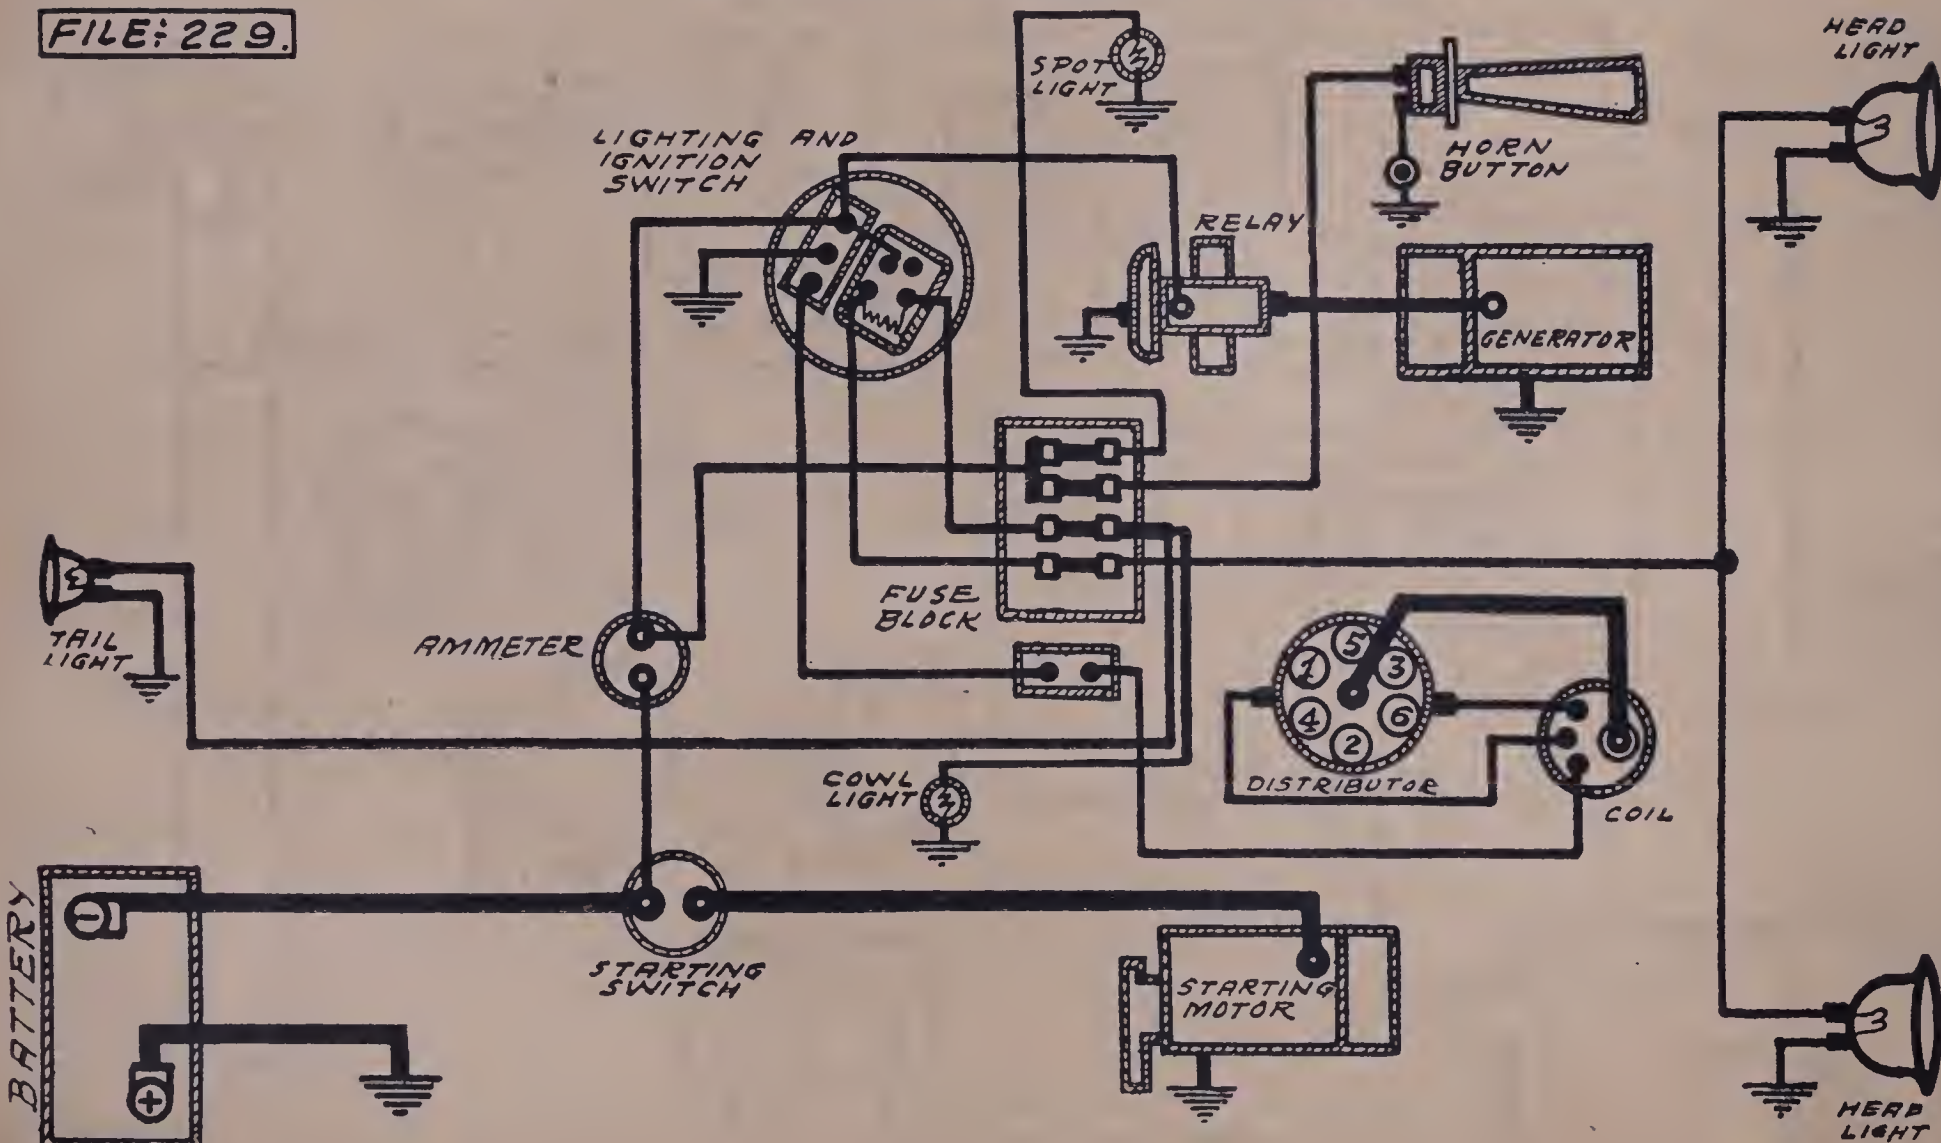 FILE: 229.
SPOT
LIGHT
HEAD
LIGHT
LIGHTING AND
IGNITION
SWITCH
HORN
BUTTON
RELAY
GENERATOR
FUSE
BLOCK
TAIL
LIGHT
AMMETER
1
5
3
4
6
2
DISTRIBUTOR
COIL
COWL
LIGHT
BATTERY
−
+
STARTING
SWITCH
STARTING
MOTOR
HEAD
LIGHT